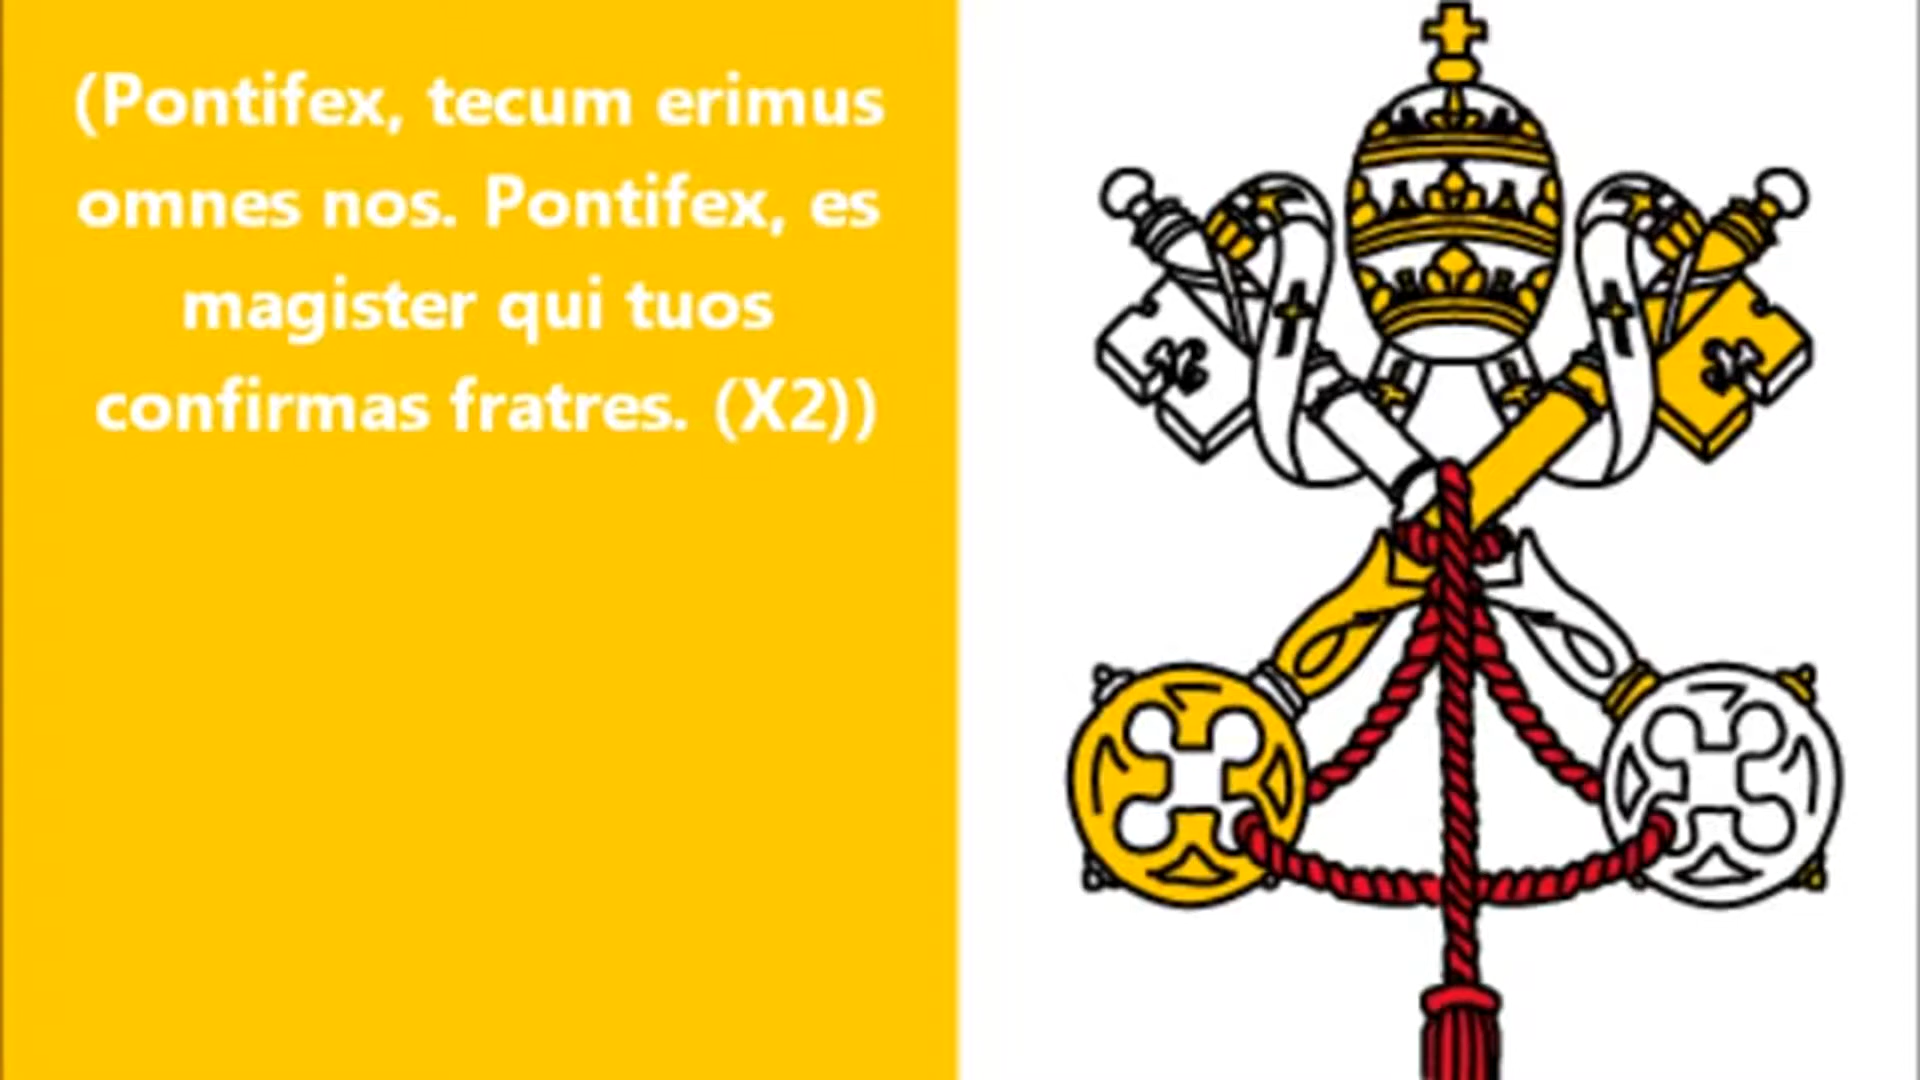 (Pontifex, tecum erimus
omnes nos. Pontifex, es
magister qui tuos
confirmas fratres. (X2))